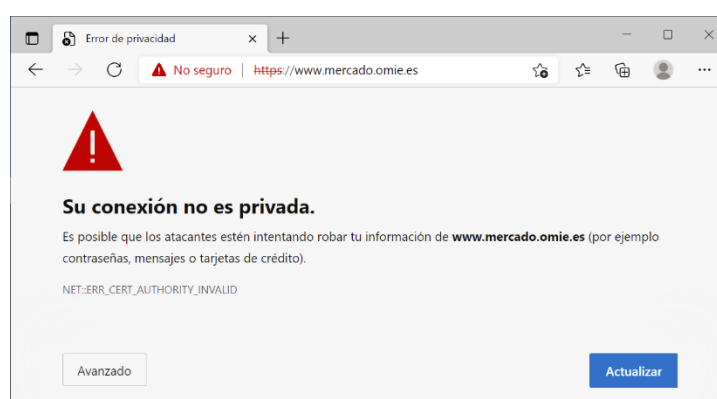 Error de privacidad
No seguro | https://www.mercado.omie.es
Su conexión no es privada.
Es posible que los atacantes estén intentando robar tu información de www.mercado.omie.es (por ejemplo
contraseñas, mensajes o tarjetas de crédito).
NET::ERR_CERT_AUTHORITY_INVALID
Avanzado
Actualizar